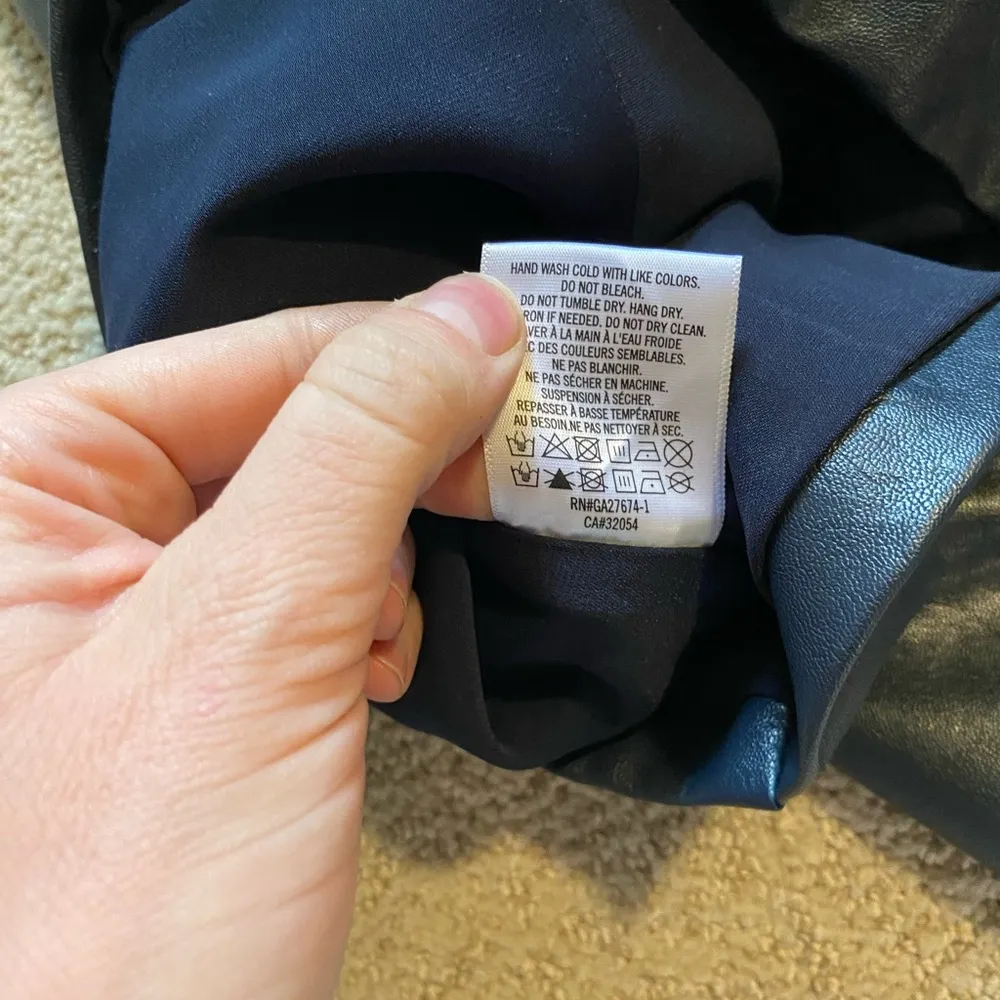 HAND WASH COLD WITH LIKE COLORS.
DO NOT BLEACH.
DO NOT TUMBLE DRY. HANG DRY.
RON IF NEEDED. DO NOT DRY CLEAN.
VER À LA MAIN À L'EAU FROIDE
C DES COULEURS SEMBLABLES.
NE PAS BLANCHIR.
NE PAS SÉCHER EN MACHINE.
SUSPENSION À SÉCHER.
REPASSER À BASSE TEMPÉRATURE
AU BESOIN.NE PAS NETTOYER À SEC.
RN#GA27674-1
CA#32054